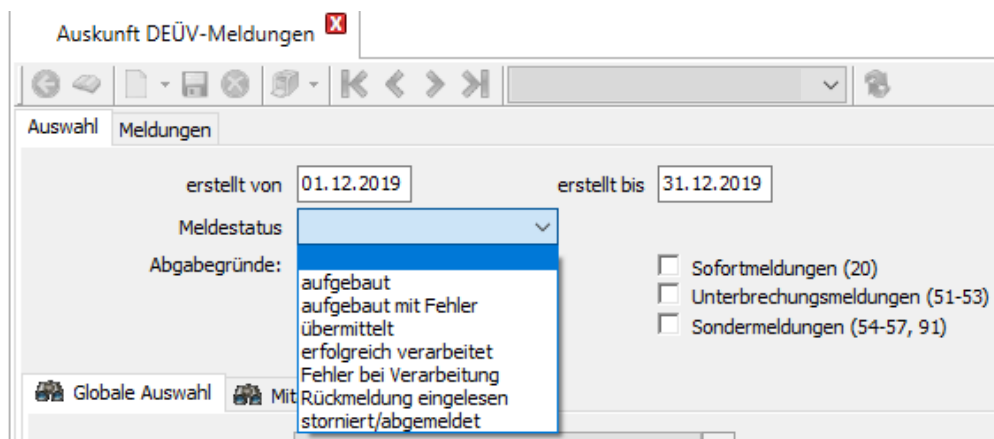 Auskunft DEÜV-Meldungen
Auswahl Meldungen
erstellt von 01.12.2019 erstellt bis 31.12.2019
Meldestatus
Abgabegründe:
aufgebaut
aufgebaut mit Fehler
übermittelt
erfolgreich verarbeitet
Fehler bei Verarbeitung
Rückmeldung eingelesen
storniert/abgemeldet
Sofortmeldungen (20)
Unterbrechungsmeldungen (51-53)
Sondermeldungen (54-57, 91)
Globale Auswahl Mit